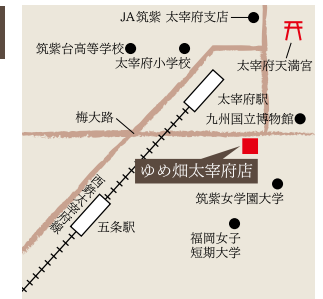 JA筑紫 太宰府支店
筑紫台高等学校
太宰府小学校
太宰府天満宮
太宰府駅
九州国立博物館
梅大路
ゆめ畑太宰府店
筑紫女学園大学
西鉄太宰府線
五条駅
福岡女子
短期大学